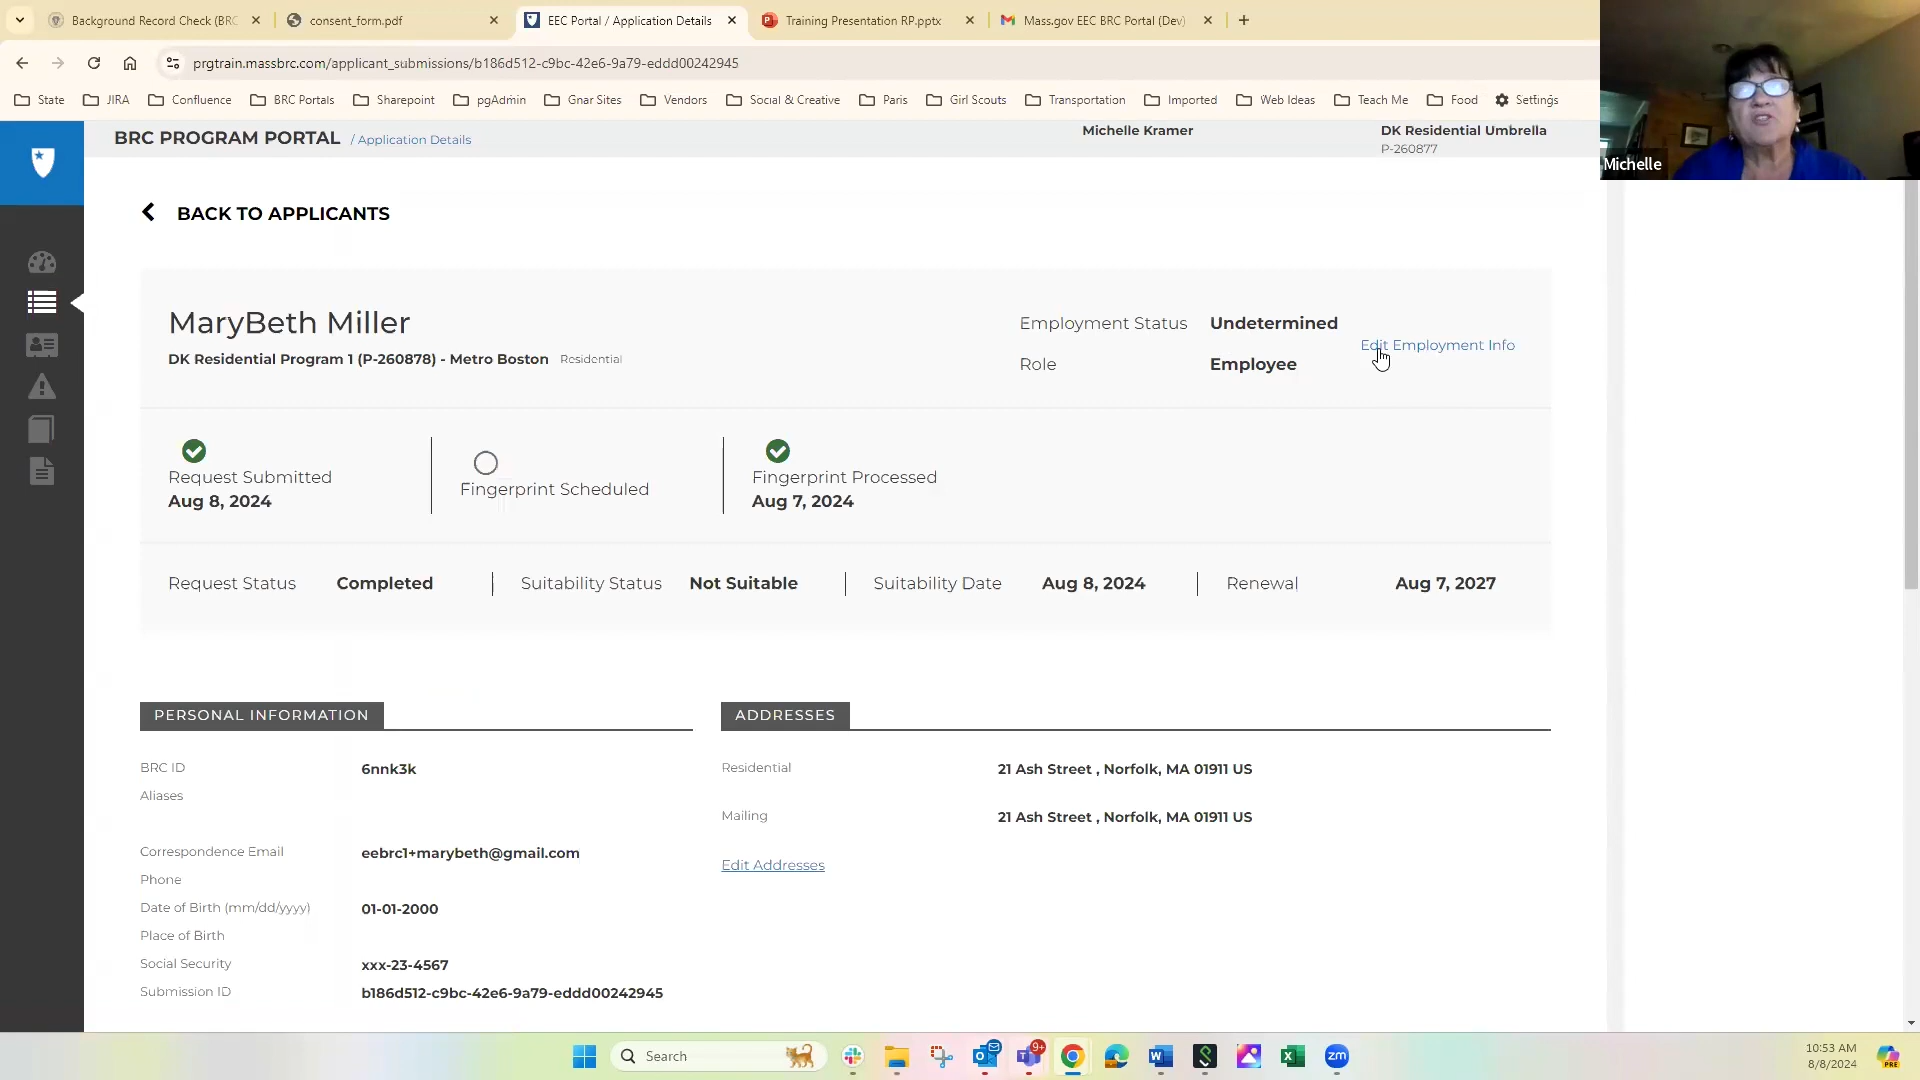 Background Record Check (BRC
consent_form.pdf
EEC Portal / Application Details
Training Presentation RP.pptx
Mass.gov EEC BRC Portal (Dev)
prgtrain.massbrc.com/applicant_submissions/b186d512-c9bc-42e6-9a79-eddd00242945
State
JIRA
Confluence
BRC Portals
Sharepoint
pgAdmin
Gnar Sites
Vendors
Social & Creative
Paris
Girl Scouts
Transportation
Imported
Web Ideas
Teach Me
Food
Settings
BRC PROGRAM PORTAL / Application Details
Michelle Kramer
DK Residential Umbrella
P-260877
Michelle
BACK TO APPLICANTS
MaryBeth Miller
DK Residential Program 1 (P-260878) - Metro Boston Residential
Employment Status Undetermined
Edit Employment Info
Role Employee
Request Submitted
Aug 8, 2024
Fingerprint Scheduled
Fingerprint Processed
Aug 7, 2024
Request Status Completed
Suitability Status Not Suitable
Suitability Date Aug 8, 2024
Renewal Aug 7, 2027
PERSONAL INFORMATION
BRC ID 6nnk3k
Aliases
Correspondence Email eebrc1+marybeth@gmail.com
Phone
Date of Birth (mm/dd/yyyy) 01-01-2000
Place of Birth
Social Security xxx-23-4567
Submission ID b186d512-c9bc-42e6-9a79-eddd00242945
ADDRESSES
Residential 21 Ash Street , Norfolk, MA 01911 US
Mailing 21 Ash Street , Norfolk, MA 01911 US
Edit Addresses
Search
9+
zm
10:53 AM
8/8/2024
PRE